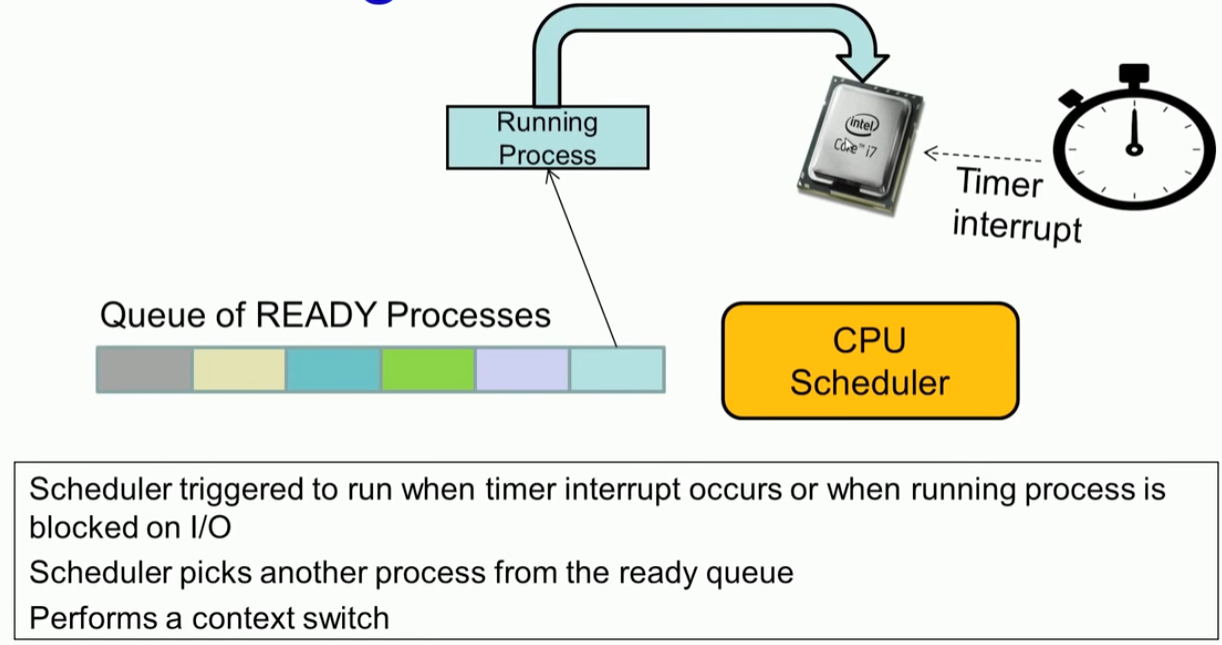 Running
Process
intel
Core™ i7
Timer
interrupt
Queue of READY Processes
CPU
Scheduler
Scheduler triggered to run when timer interrupt occurs or when running process is
blocked on I/O
Scheduler picks another process from the ready queue
Performs a context switch